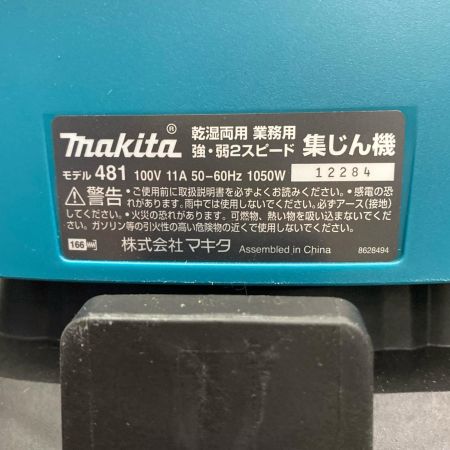 makita® 乾湿両用 業務用
強・弱2スピード 集じん機
モデル 481 100V 11A 50-60Hz 1050W 12284
⚠警告 ・ご使用前に取扱説明書を必ずよくお読みください。・感電の恐
れがあります。雨中では使用しないでください。必ずアース(接地)
してください。・火災の恐れがあります。可燃物、熱い物を吸い込まないでくだ
さい。ガソリン等の引火性の高い危険物の近くで使用しないでください。
166 株式会社マキタ Assembled in China 8628494